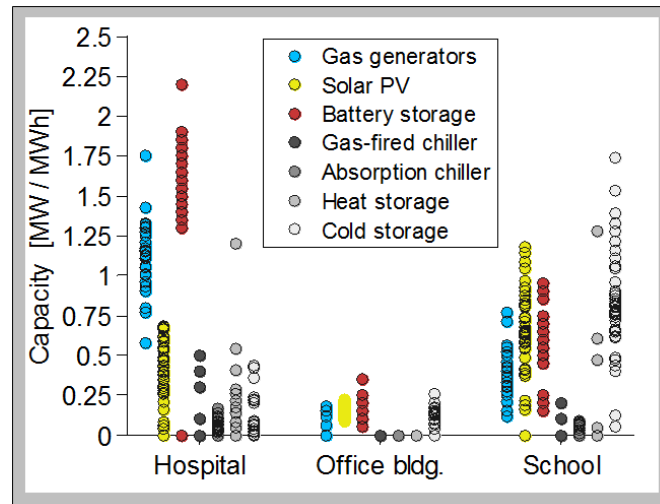 2.5
2.25
2
1.75
1.5
1.25
1
0.75
0.5
0.25
0
Capacity [MW / MWh]
Gas generators
Solar PV
Battery storage
Gas-fired chiller
Absorption chiller
Heat storage
Cold storage
Hospital
Office bldg.
School